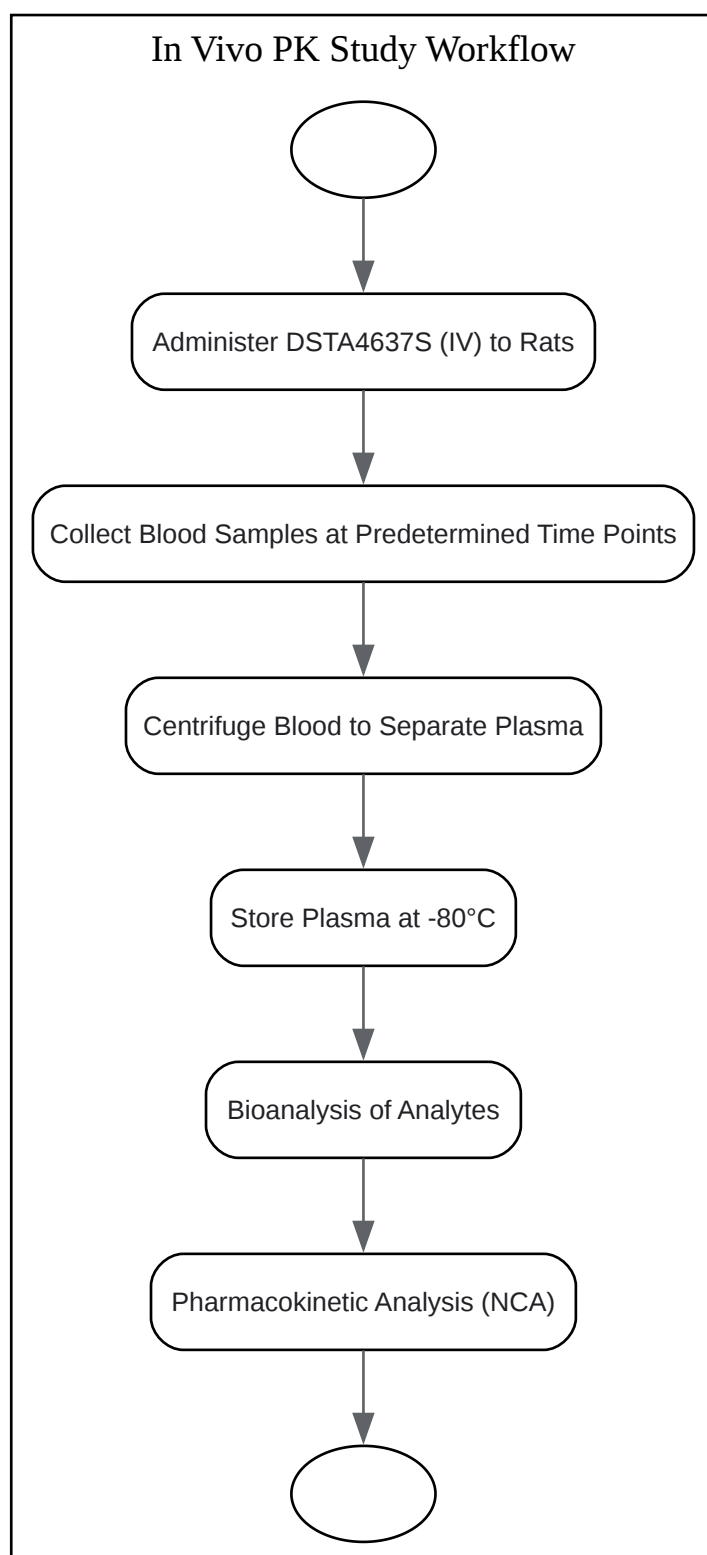 In Vivo PK Study Workflow
Administer DSTA4637S (IV) to Rats
Collect Blood Samples at Predetermined Time Points
Centrifuge Blood to Separate Plasma
Store Plasma at -80°C
Bioanalysis of Analytes
Pharmacokinetic Analysis (NCA)